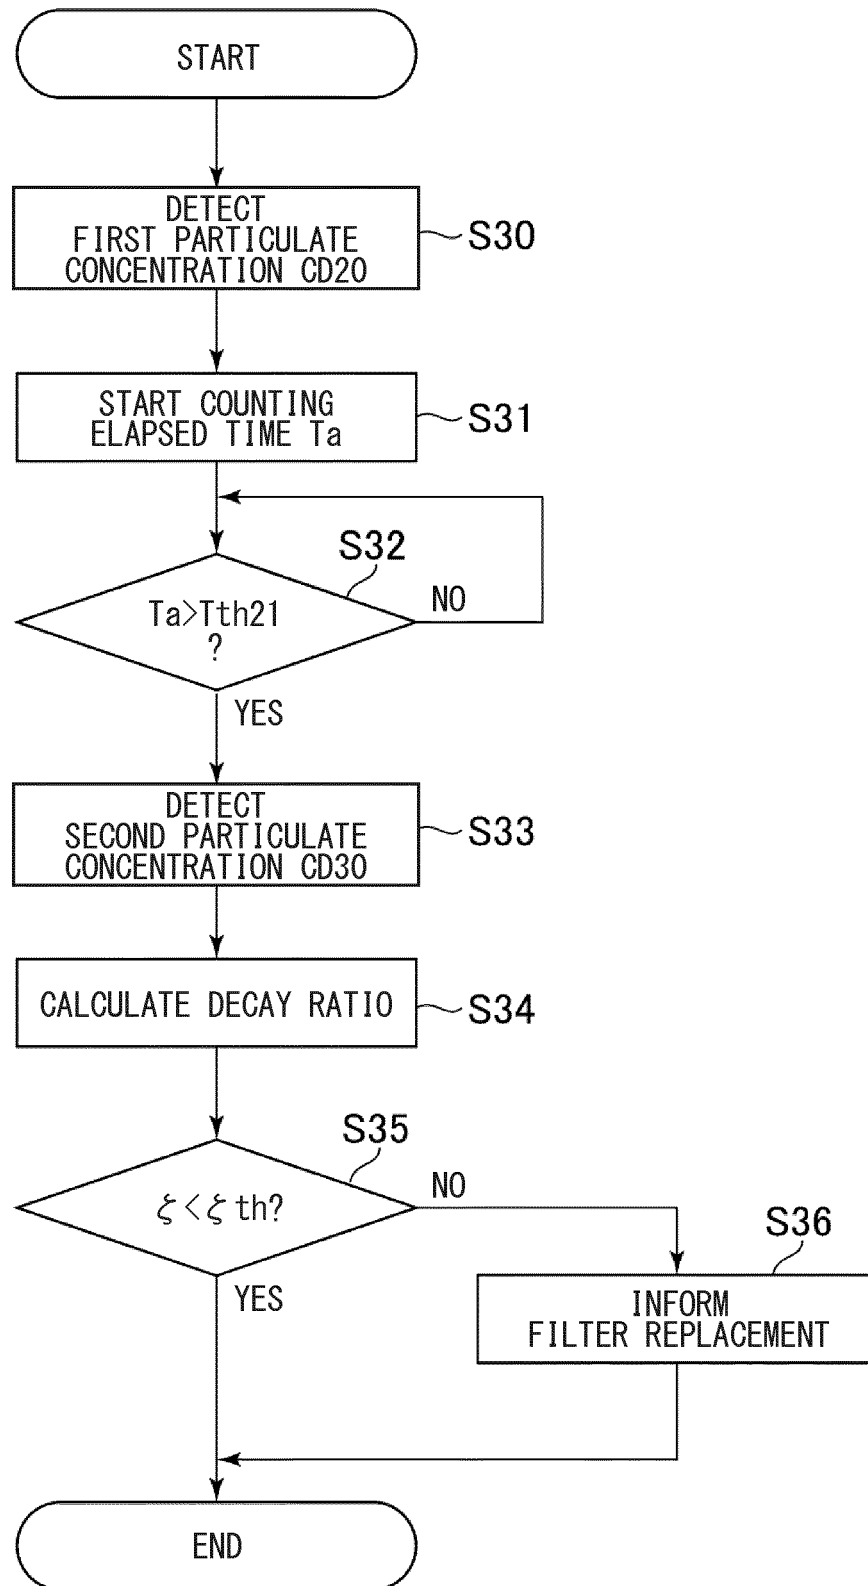 START
DETECT
FIRST PARTICULATE
CONCENTRATION CD20
S30
START COUNTING
ELAPSED TIME Ta
S31
S32
Ta>Tth21
?
NO
YES
DETECT
SECOND PARTICULATE
CONCENTRATION CD30
S33
CALCULATE DECAY RATIO
S34
S35
ζ<ζth?
NO
YES
S36
INFORM
FILTER REPLACEMENT
END